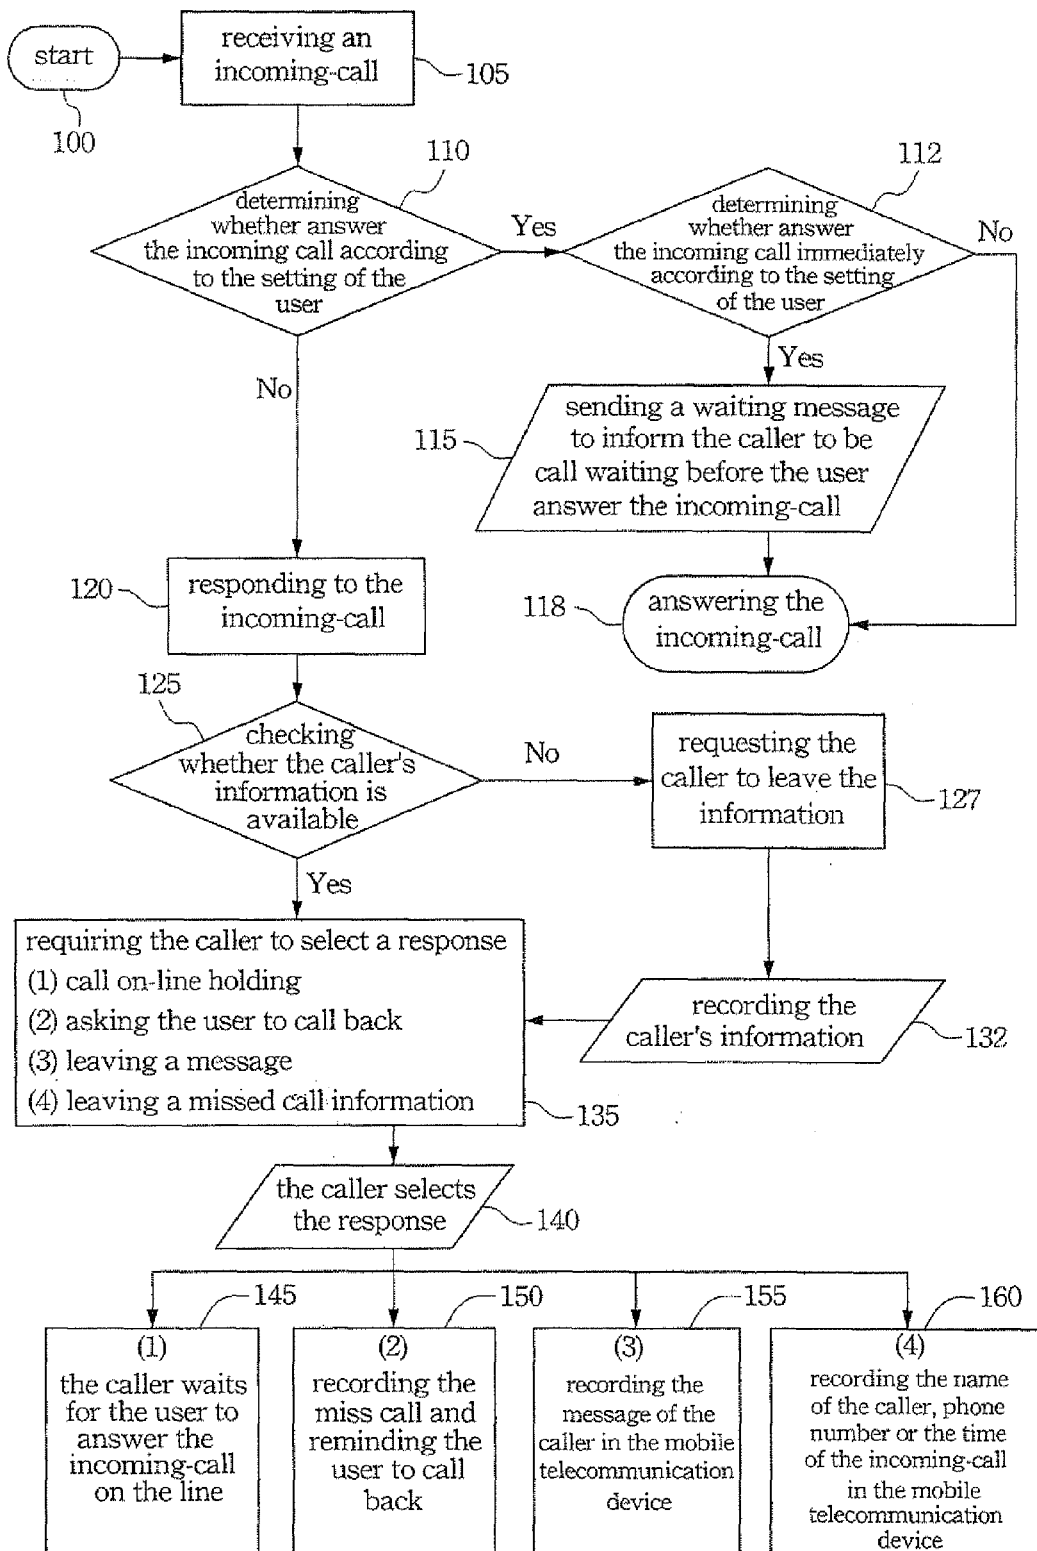 start
100
receiving an
incoming-call
105
110
determining
whether answer
the incoming call according
to the setting of the
user
Yes
112
determining
whether answer
the incoming call immediately
according to the setting
of the user
No
Yes
No
115
sending a waiting message
to inform the caller to be
call waiting before the user
answer the incoming-call
118
answering the
incoming-call
120
responding to the
incoming-call
125
checking
whether the caller's
information is
available
No
requesting the
caller to leave the
information
127
Yes
requiring the caller to select a response
(1) call on-line holding
(2) asking the user to call back
(3) leaving a message
(4) leaving a missed call information
135
recording the
caller's information
132
the caller selects
the response
140
145
(1)
the caller waits
for the user to
answer the
incoming-call
on the line
150
(2)
recording the
miss call and
reminding the
user to call
back
155
(3)
recording the
message of the
caller in the mobile
telecommunication
device
160
(4)
recording the name
of the caller, phone
number or the time
of the incoming-call
in the mobile
telecommunication
device